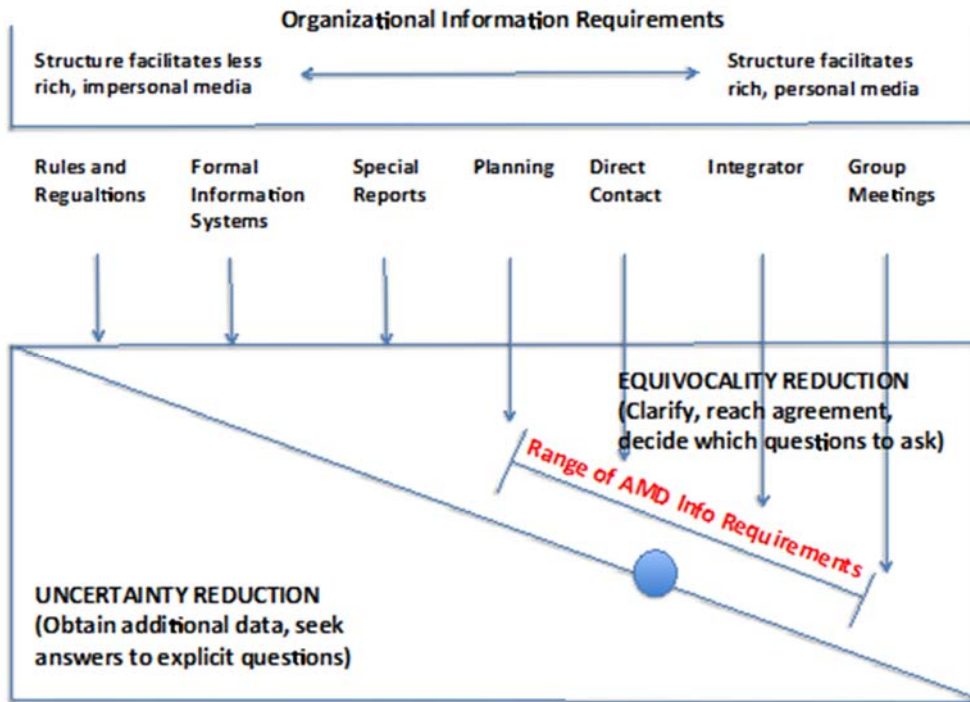 Organizational Information Requirements
Structure facilitates less
rich, impersonal media
Structure facilitates
rich, personal media
Rules and
Regualtions
Formal
Information
Systems
Special
Reports
Planning
Direct
Contact
Integrator
Group
Meetings
EQUIVOCALITY REDUCTION
(Clarify, reach agreement,
decide which questions to ask)
Range of AMD Info Requirements
UNCERTAINTY REDUCTION
(Obtain additional data, seek
answers to explicit questions)